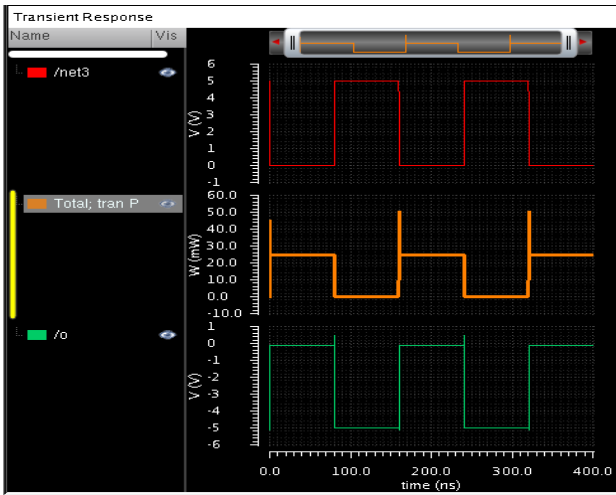 Transient Response
Name Vis
/net3
6
5
4
3
2
1
0
-1
V (V)
Total; tran P
60.0
50.0
40.0
30.0
20.0
10.0
0.0
-10.0
W (mW)
/o
1
0
-1
-2
-3
-4
-5
-6
V (V)
0.0 100.0 200.0 300.0 400.0
time (ns)